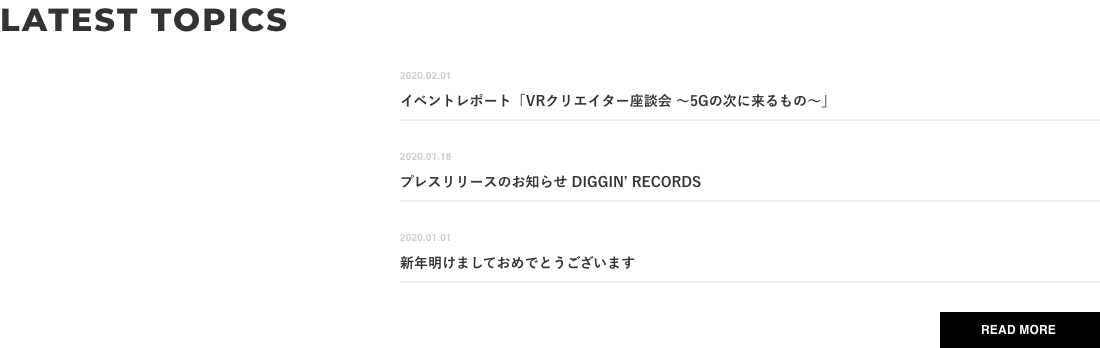 LATEST TOPICS
2020.02.01
イベントレポート「VRクリエイター座談会 〜5Gの次に来るもの〜」
2020.01.18
プレスリリースのお知らせ DIGGIN’ RECORDS
2020.01.01
新年明けましておめでとうございます
READ MORE